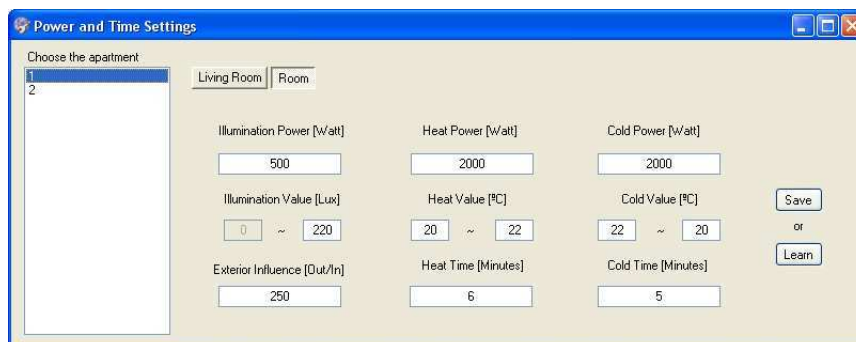 Power and Time Settings
Choose the apartment
1
2
Living Room Room
Illumination Power [Watt] Heat Power [Watt] Cold Power [Watt]
500 2000 2000
Illumination Value [Lux] Heat Value [ºC] Cold Value [ºC]
0 ~ 220 20 ~ 22 22 ~ 20
Save
or
Learn
Exterior Influence [Out/In] Heat Time [Minutes] Cold Time [Minutes]
250 6 5